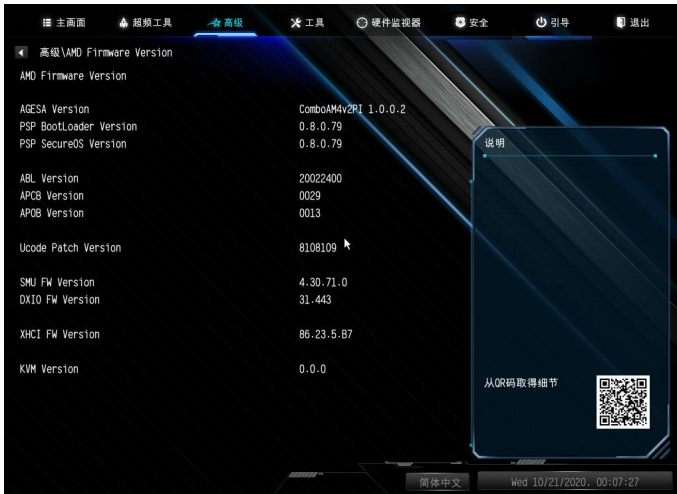 主画面 超频工具 高级 工具 硬件监视器 安全 引导 退出
高级\AMD Firmware Version
AMD Firmware Version
AGESA Version ComboAM4v2PI 1.0.0.2
PSP BootLoader Version 0.8.0.79
PSP SecureOS Version 0.8.0.79
说明
ABL Version 20022400
APCB Version 0029
APOB Version 0013
Ucode Patch Version 8108109
SMU FW Version 4.30.71.0
DXIO FW Version 31.443
XHCI FW Version 86.23.5.B7
KVM Version 0.0.0
从QR码取得细节
简体中文 Wed 10/21/2020. 00:07:27